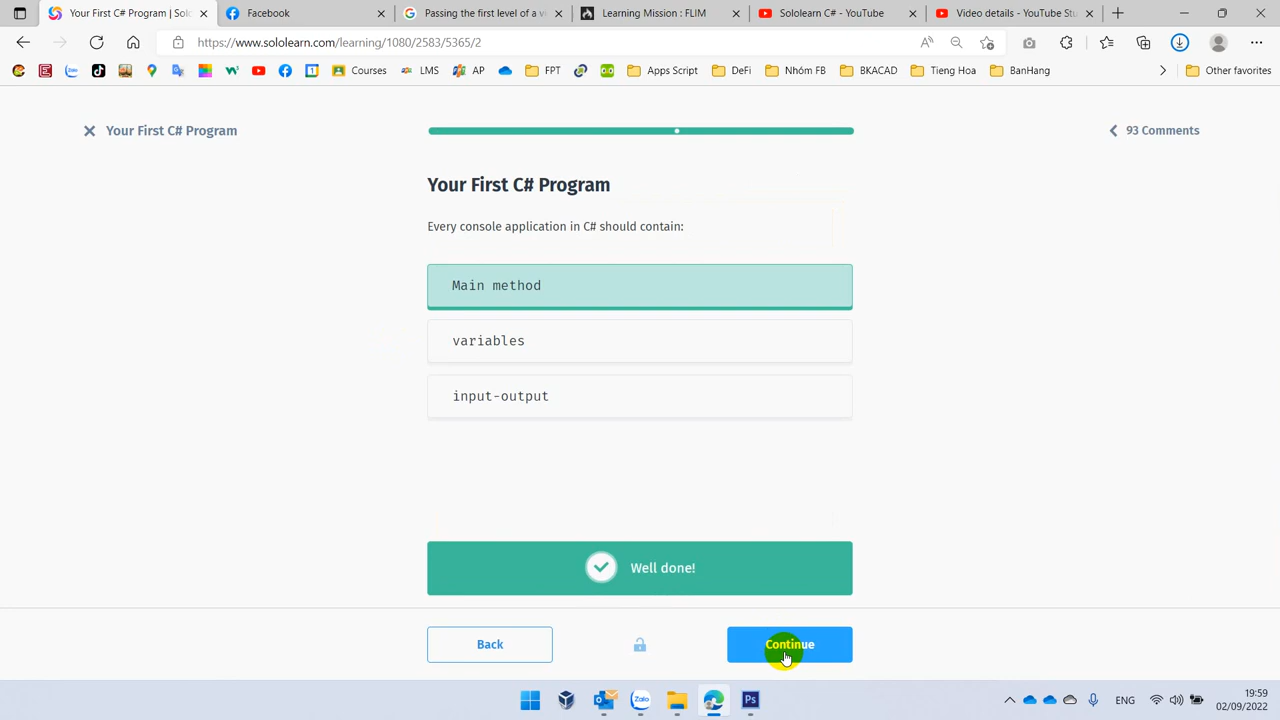 Your First C# Program | Sol
Facebook
Passing the first level of a vi
Learning Mission : FLIM
Sololearn C# - YouTube
Video details - YouTube Stu
https://www.sololearn.com/learning/1080/2583/5365/2
Courses
LMS
AP
FPT
Apps Script
DeFi
Nhóm FB
BKACAD
Tieng Hoa
BanHang
Other favorites
Your First C# Program
93 Comments
Your First C# Program
Every console application in C# should contain:
Main method
variables
input-output
Well done!
Back
Continue
Zalo
Ps
ENG
19:59
02/09/2022